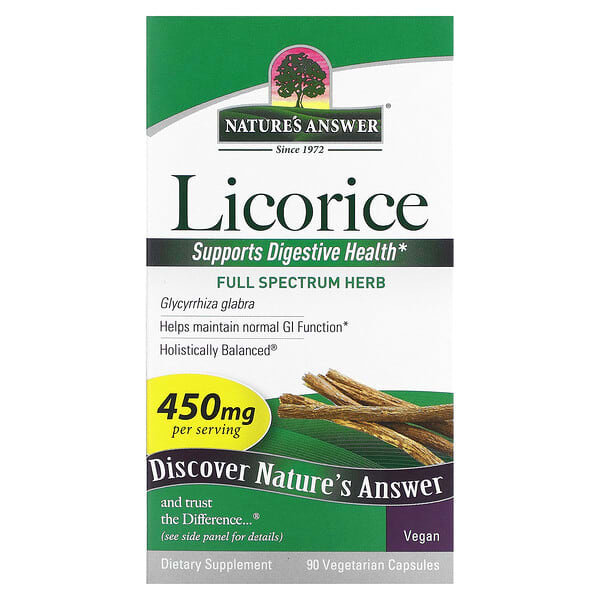 NATURE'S ANSWER®
Since 1972
Licorice
Supports Digestive Health*
FULL SPECTRUM HERB
Glycyrrhiza glabra
Helps maintain normal GI Function*
Holistically Balanced®
450mg
per serving
Discover Nature's Answer
and trust
the Difference...®
(see side panel for details)
Vegan
Dietary Supplement
90 Vegetarian Capsules